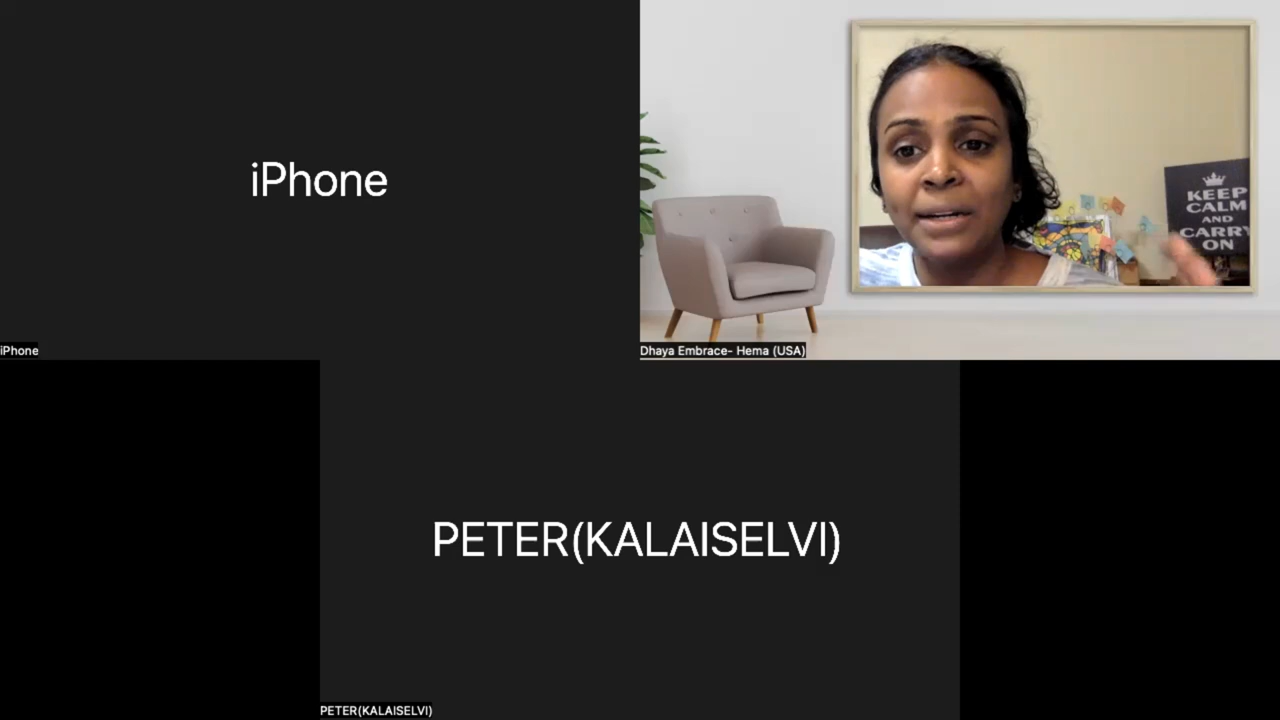 iPhone
iPhone
KEEP
CALM
AND
CARRY
ON
Dhaya Embrace- Hema (USA)
PETER(KALAISELVI)
PETER(KALAISELVI)